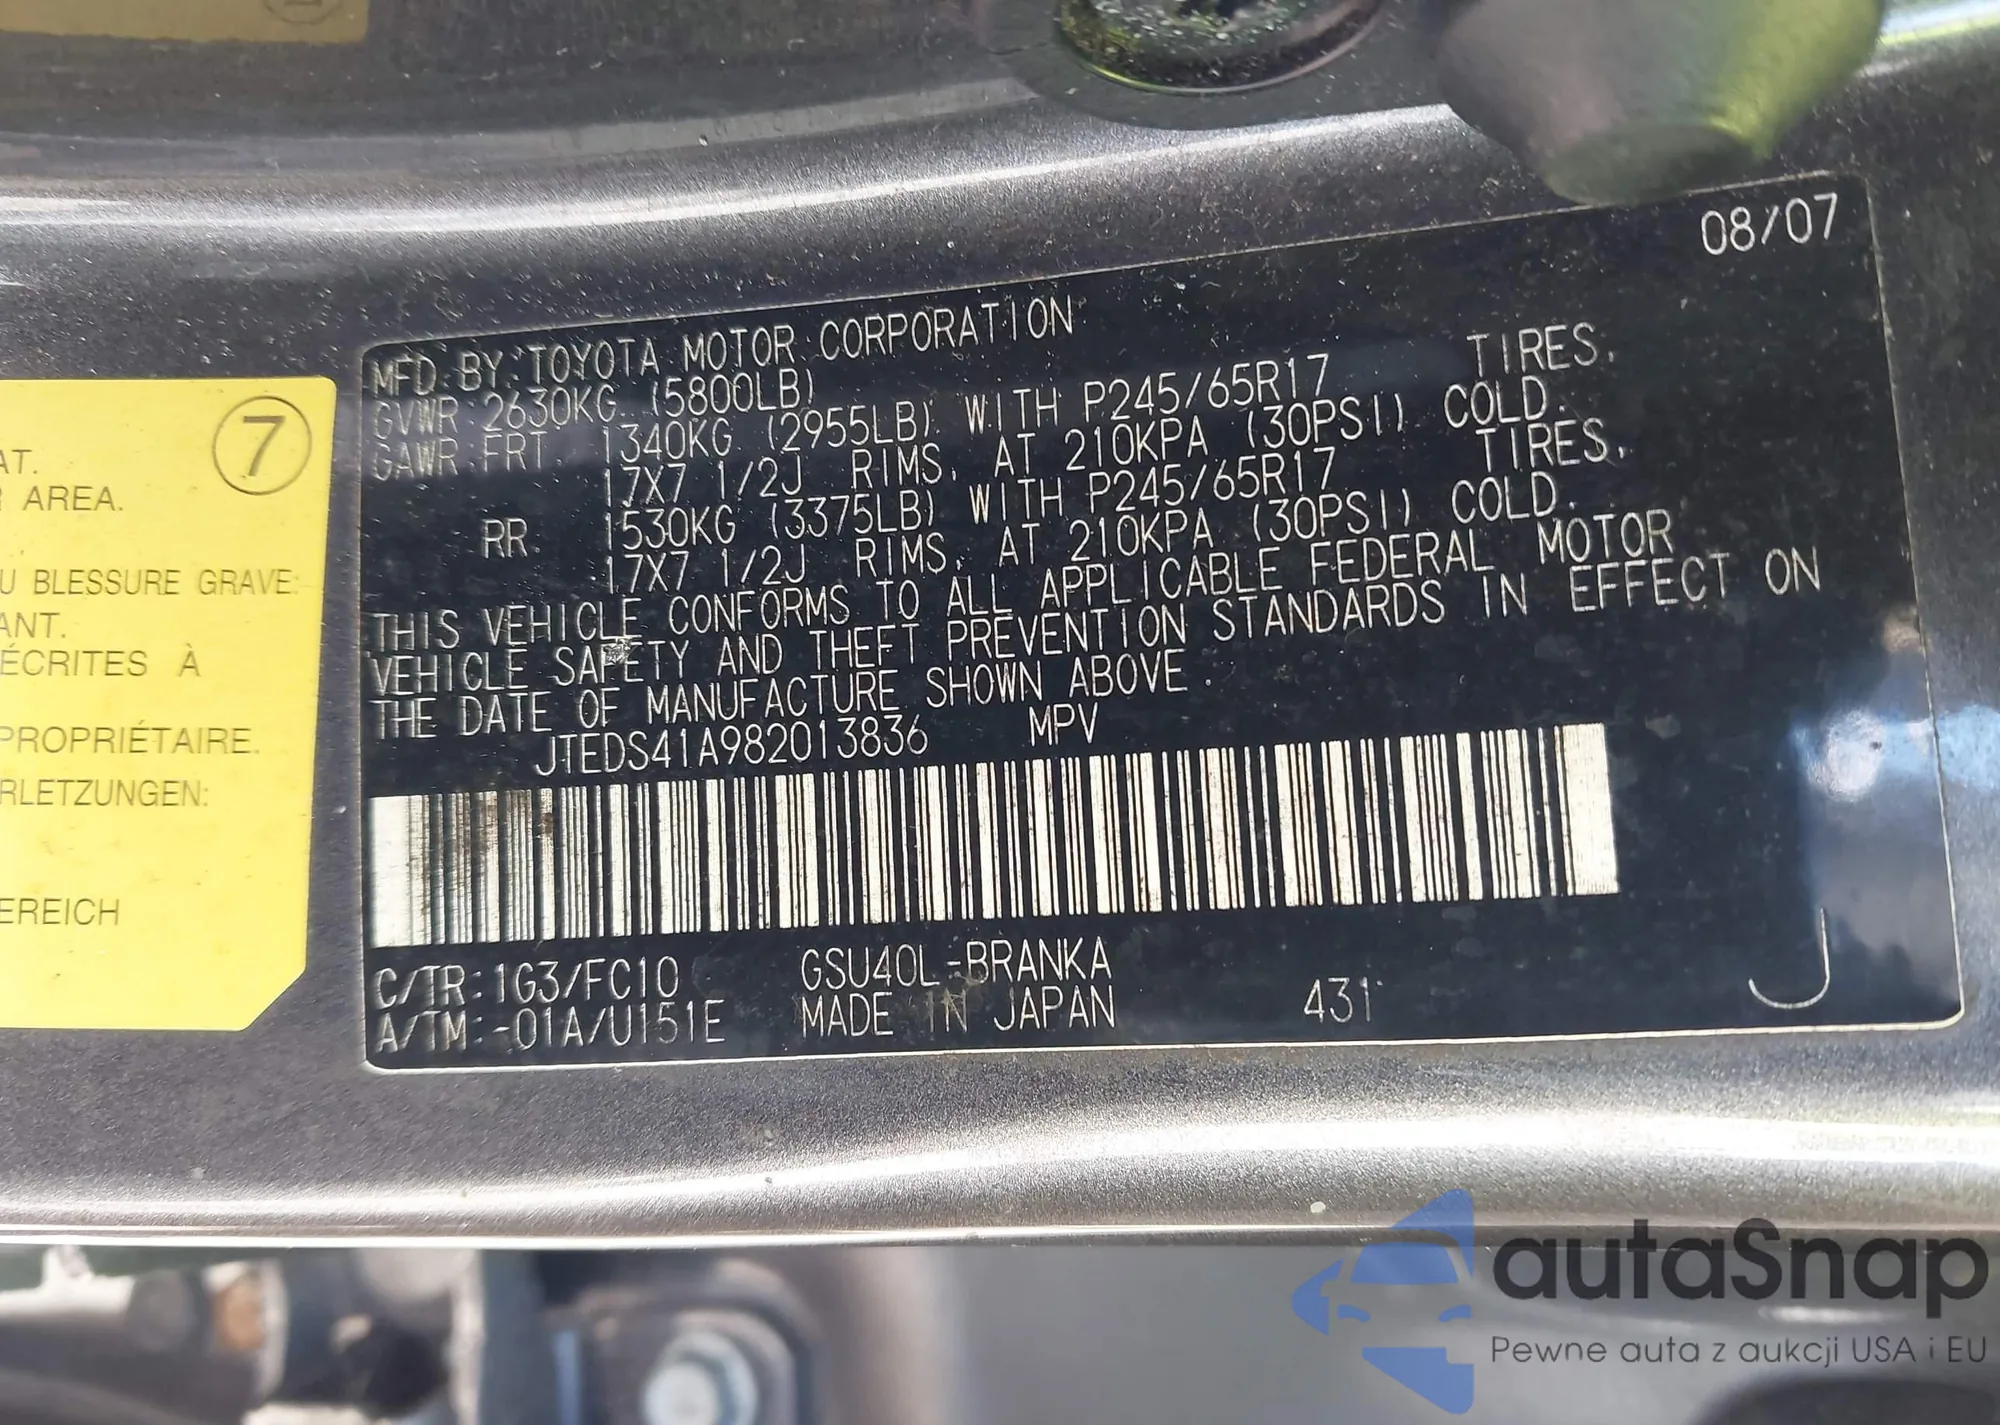 7
AT.
R AREA.
U BLESSURE GRAVE:
ANT.
ÉCRITES À
PROPRIÉTAIRE.
RLETZUNGEN:
EREICH
08/07
MFD. BY: TOYOTA MOTOR CORPORATION
GVWR: 2630KG (5800LB)
GAWR: FRT. 1340KG (2955LB) WITH P245/65R17 TIRES,
17X7 1/2J RIMS, AT 210KPA (30PSI) COLD.
RR. 1530KG (3375LB) WITH P245/65R17 TIRES,
17X7 1/2J RIMS, AT 210KPA (30PSI) COLD.
THIS VEHICLE CONFORMS TO ALL APPLICABLE FEDERAL MOTOR
VEHICLE SAFETY AND THEFT PREVENTION STANDARDS IN EFFECT ON
THE DATE OF MANUFACTURE SHOWN ABOVE.
JTEDS41A982013836 MPV
C/TR: 1G3/FC10 GSU40L-BRANKA
A/TM: -01A/U151E MADE IN JAPAN 431 J
autaSnap
Pewne auta z aukcji USA i EU